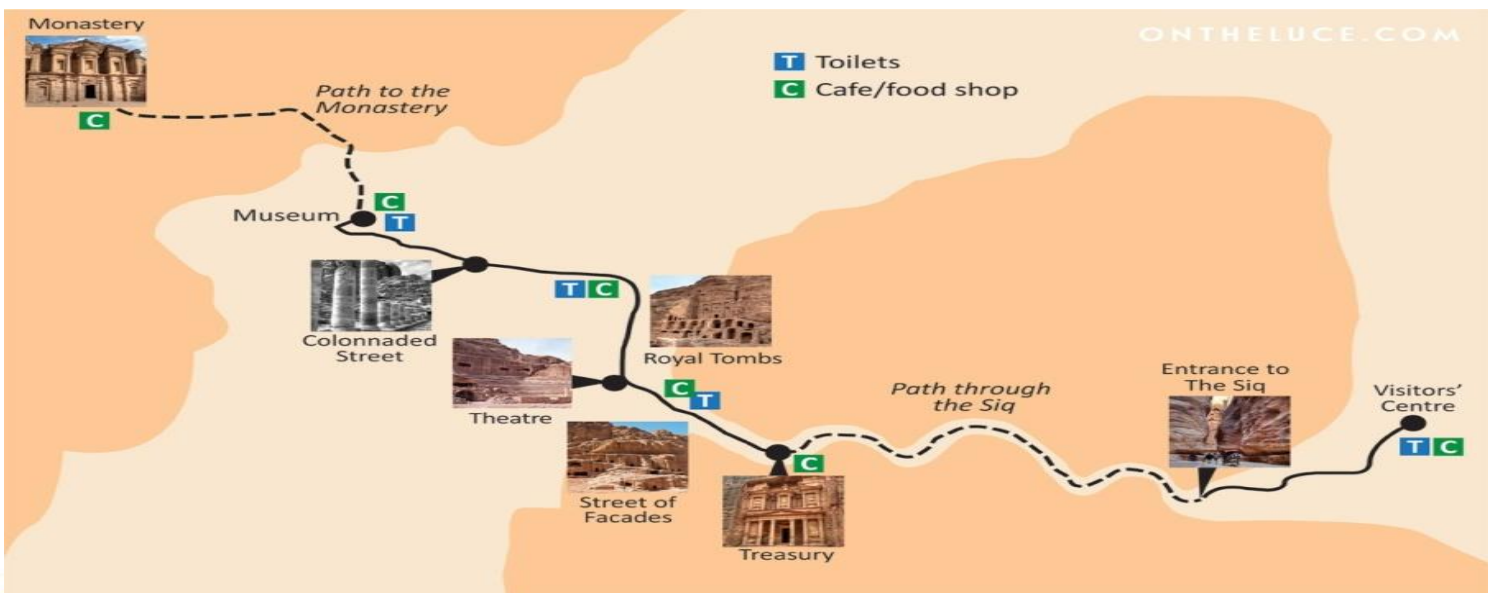 Monastery
ONTHELUCE.COM
T Toilets
C Cafe/food shop
Path to the
Monastery
C
C
Museum
T
T C
Colonnaded
Street
Royal Tombs
Theatre
C
T
Path through
the Siq
Entrance to
The Siq
Visitors'
Centre
T C
C
Street of
Facades
Treasury